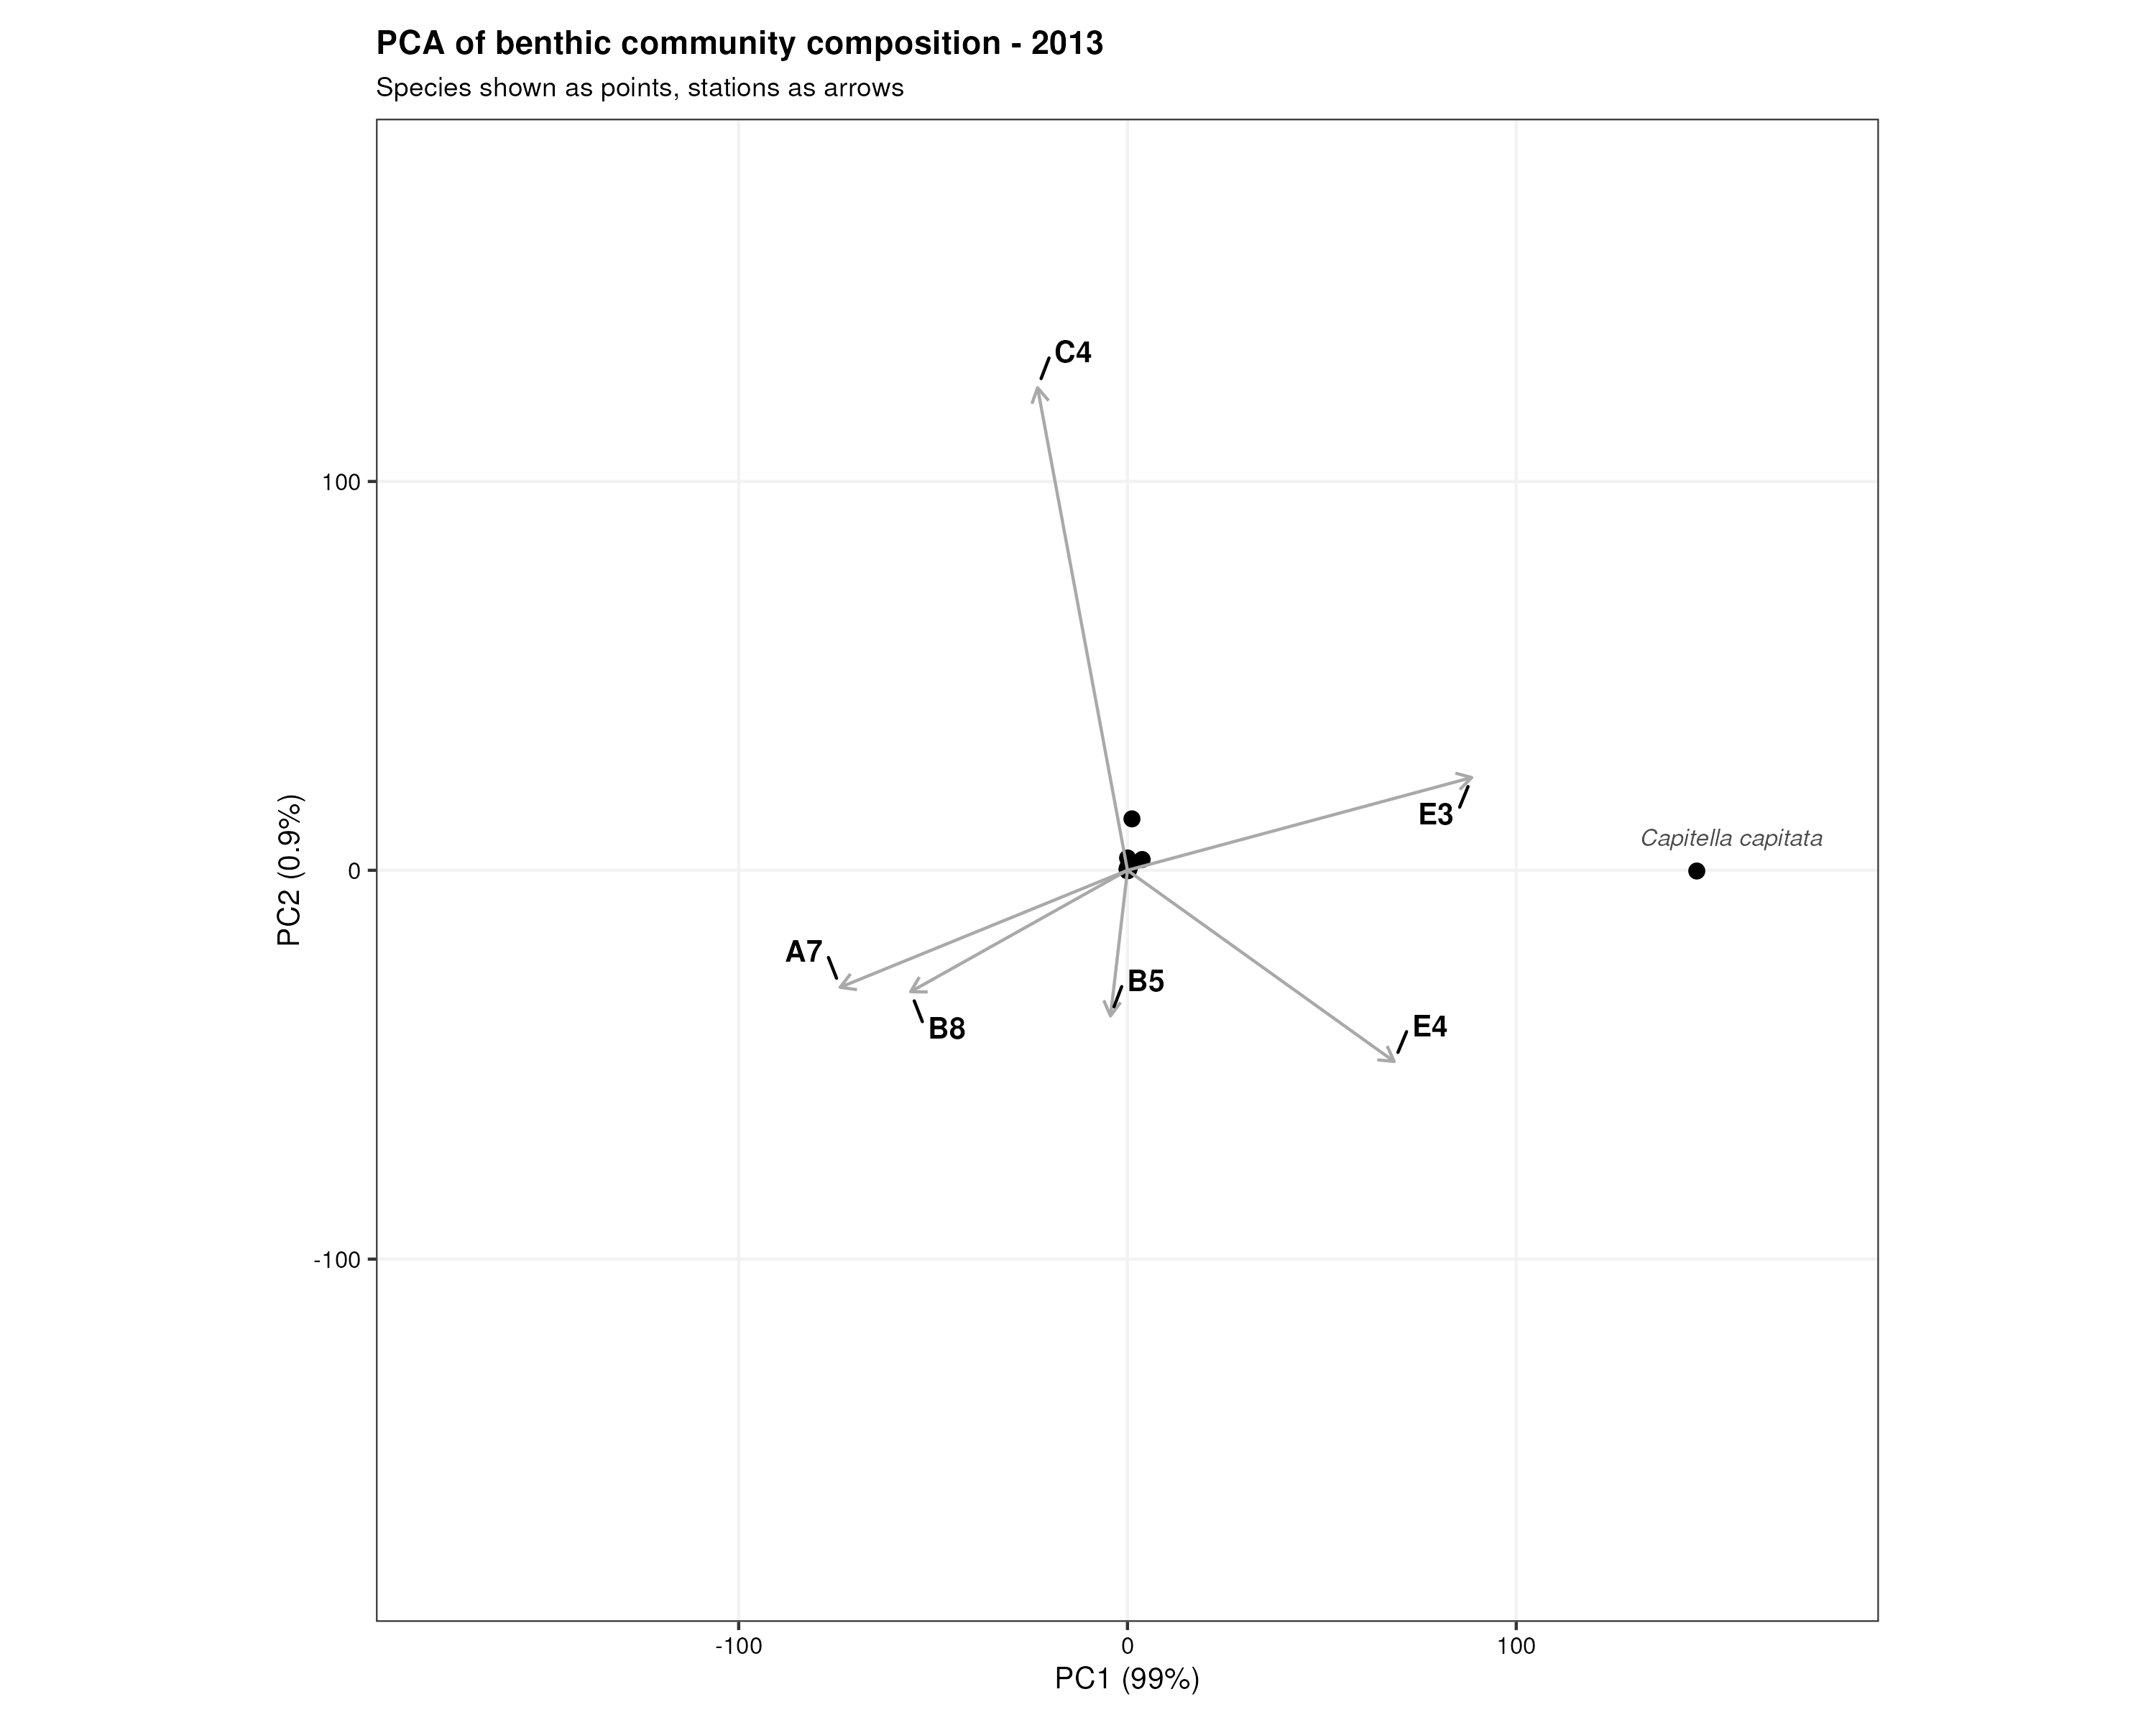 PCA of benthic community composition - 2013
Species shown as points, stations as arrows
C4
100
E3
Capitella capitata
0
PC2 (0.9%)
A7
B5
B8
E4
-100
-100
0
100
PC1 (99%)